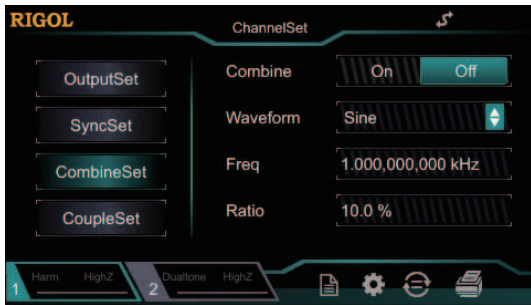 RIGOL
ChannelSet
OutputSet
SyncSet
CombineSet
CoupleSet
Combine On Off
Waveform Sine
Freq 1.000,000,000 kHz
Ratio 10.0 %
1 Harm HighZ
2 Dualtone HighZ